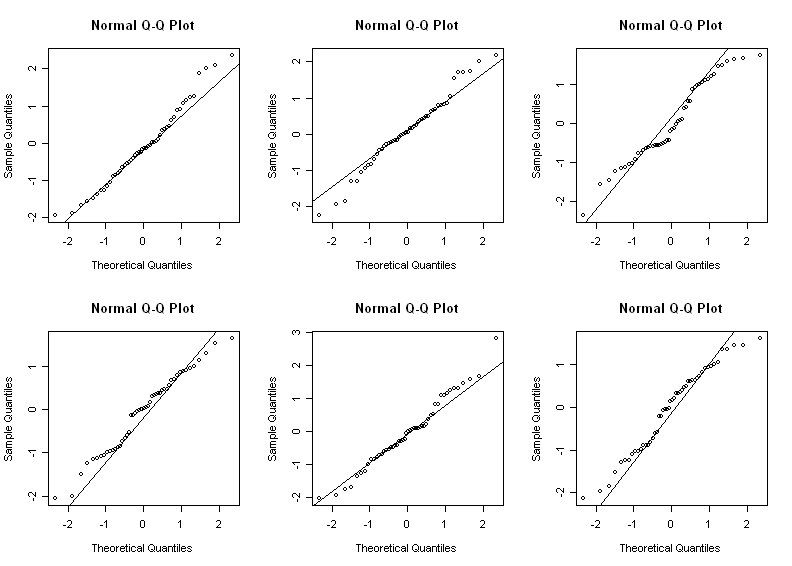 Normal Q-Q Plot
Normal Q-Q Plot
Normal Q-Q Plot
Sample Quantiles
2
1
0
-1
-2
-2 -1 0 1 2
Theoretical Quantiles
Sample Quantiles
2
1
0
-1
-2
-2 -1 0 1 2
Theoretical Quantiles
Sample Quantiles
1
0
-1
-2
-2 -1 0 1 2
Theoretical Quantiles
Normal Q-Q Plot
Normal Q-Q Plot
Normal Q-Q Plot
Sample Quantiles
1
0
-1
-2
-2 -1 0 1 2
Theoretical Quantiles
Sample Quantiles
3
2
1
0
-1
-2
-2 -1 0 1 2
Theoretical Quantiles
Sample Quantiles
1
0
-1
-2
-2 -1 0 1 2
Theoretical Quantiles